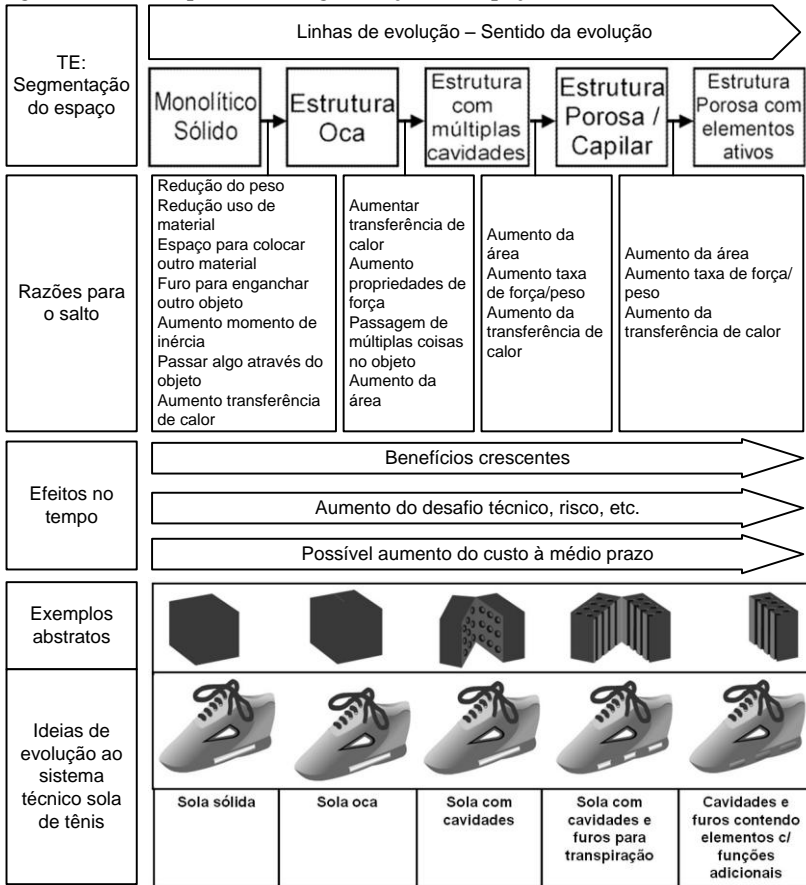 Linhas de evolução – Sentido da evolução
TE:
Segmentação
do espaço
Monolítico
Sólido
Estrutura
Oca
Estrutura
com
múltiplas
cavidades
Estrutura
Porosa /
Capilar
Estrutura
Porosa com
elementos
ativos
Razões para
o salto
Redução do peso
Redução uso de
material
Espaço para colocar
outro material
Furo para enganchar
outro objeto
Aumento momento de
inércia
Passar algo através do
objeto
Aumento transferência
de calor
Aumentar
transferência de
calor
Aumento
propriedades de
força
Passagem de
múltiplas coisas
no objeto
Aumento da
área
Aumento da
área
Aumento taxa
de força/peso
Aumento da
transferência de
calor
Aumento da área
Aumento taxa de força/
peso
Aumento da
transferência de calor
Efeitos no
tempo
Benefícios crescentes
Aumento do desafio técnico, risco, etc.
Possível aumento do custo à médio prazo
Exemplos
abstratos
Ideias de
evolução ao
sistema
técnico sola
de tênis
Sola sólida
Sola oca
Sola com
cavidades
Sola com
cavidades e
furos para
transpiração
Cavidades e
furos contendo
elementos c/
funções
adicionais